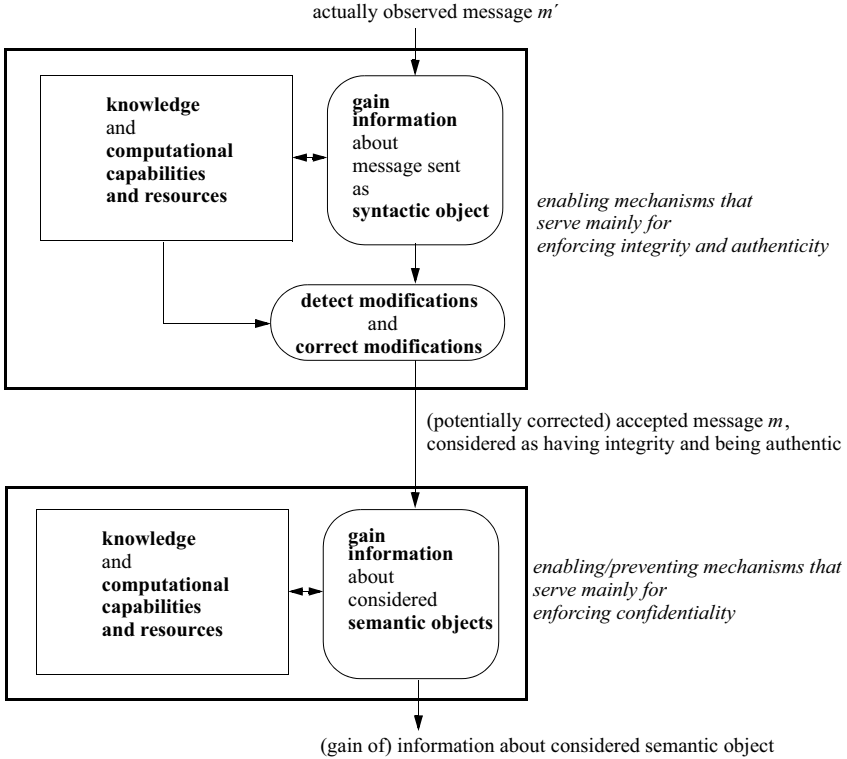 actually observed message m´
knowledge
and
computational
capabilities
and resources
gain
information
about
message sent
as
syntactic object
enabling mechanisms that
serve mainly for
enforcing integrity and authenticity
detect modifications
and
correct modifications
(potentially corrected) accepted message m,
considered as having integrity and being authentic
knowledge
and
computational
capabilities
and resources
gain
information
about
considered
semantic objects
enabling/preventing mechanisms that
serve mainly for
enforcing confidentiality
(gain of) information about considered semantic object